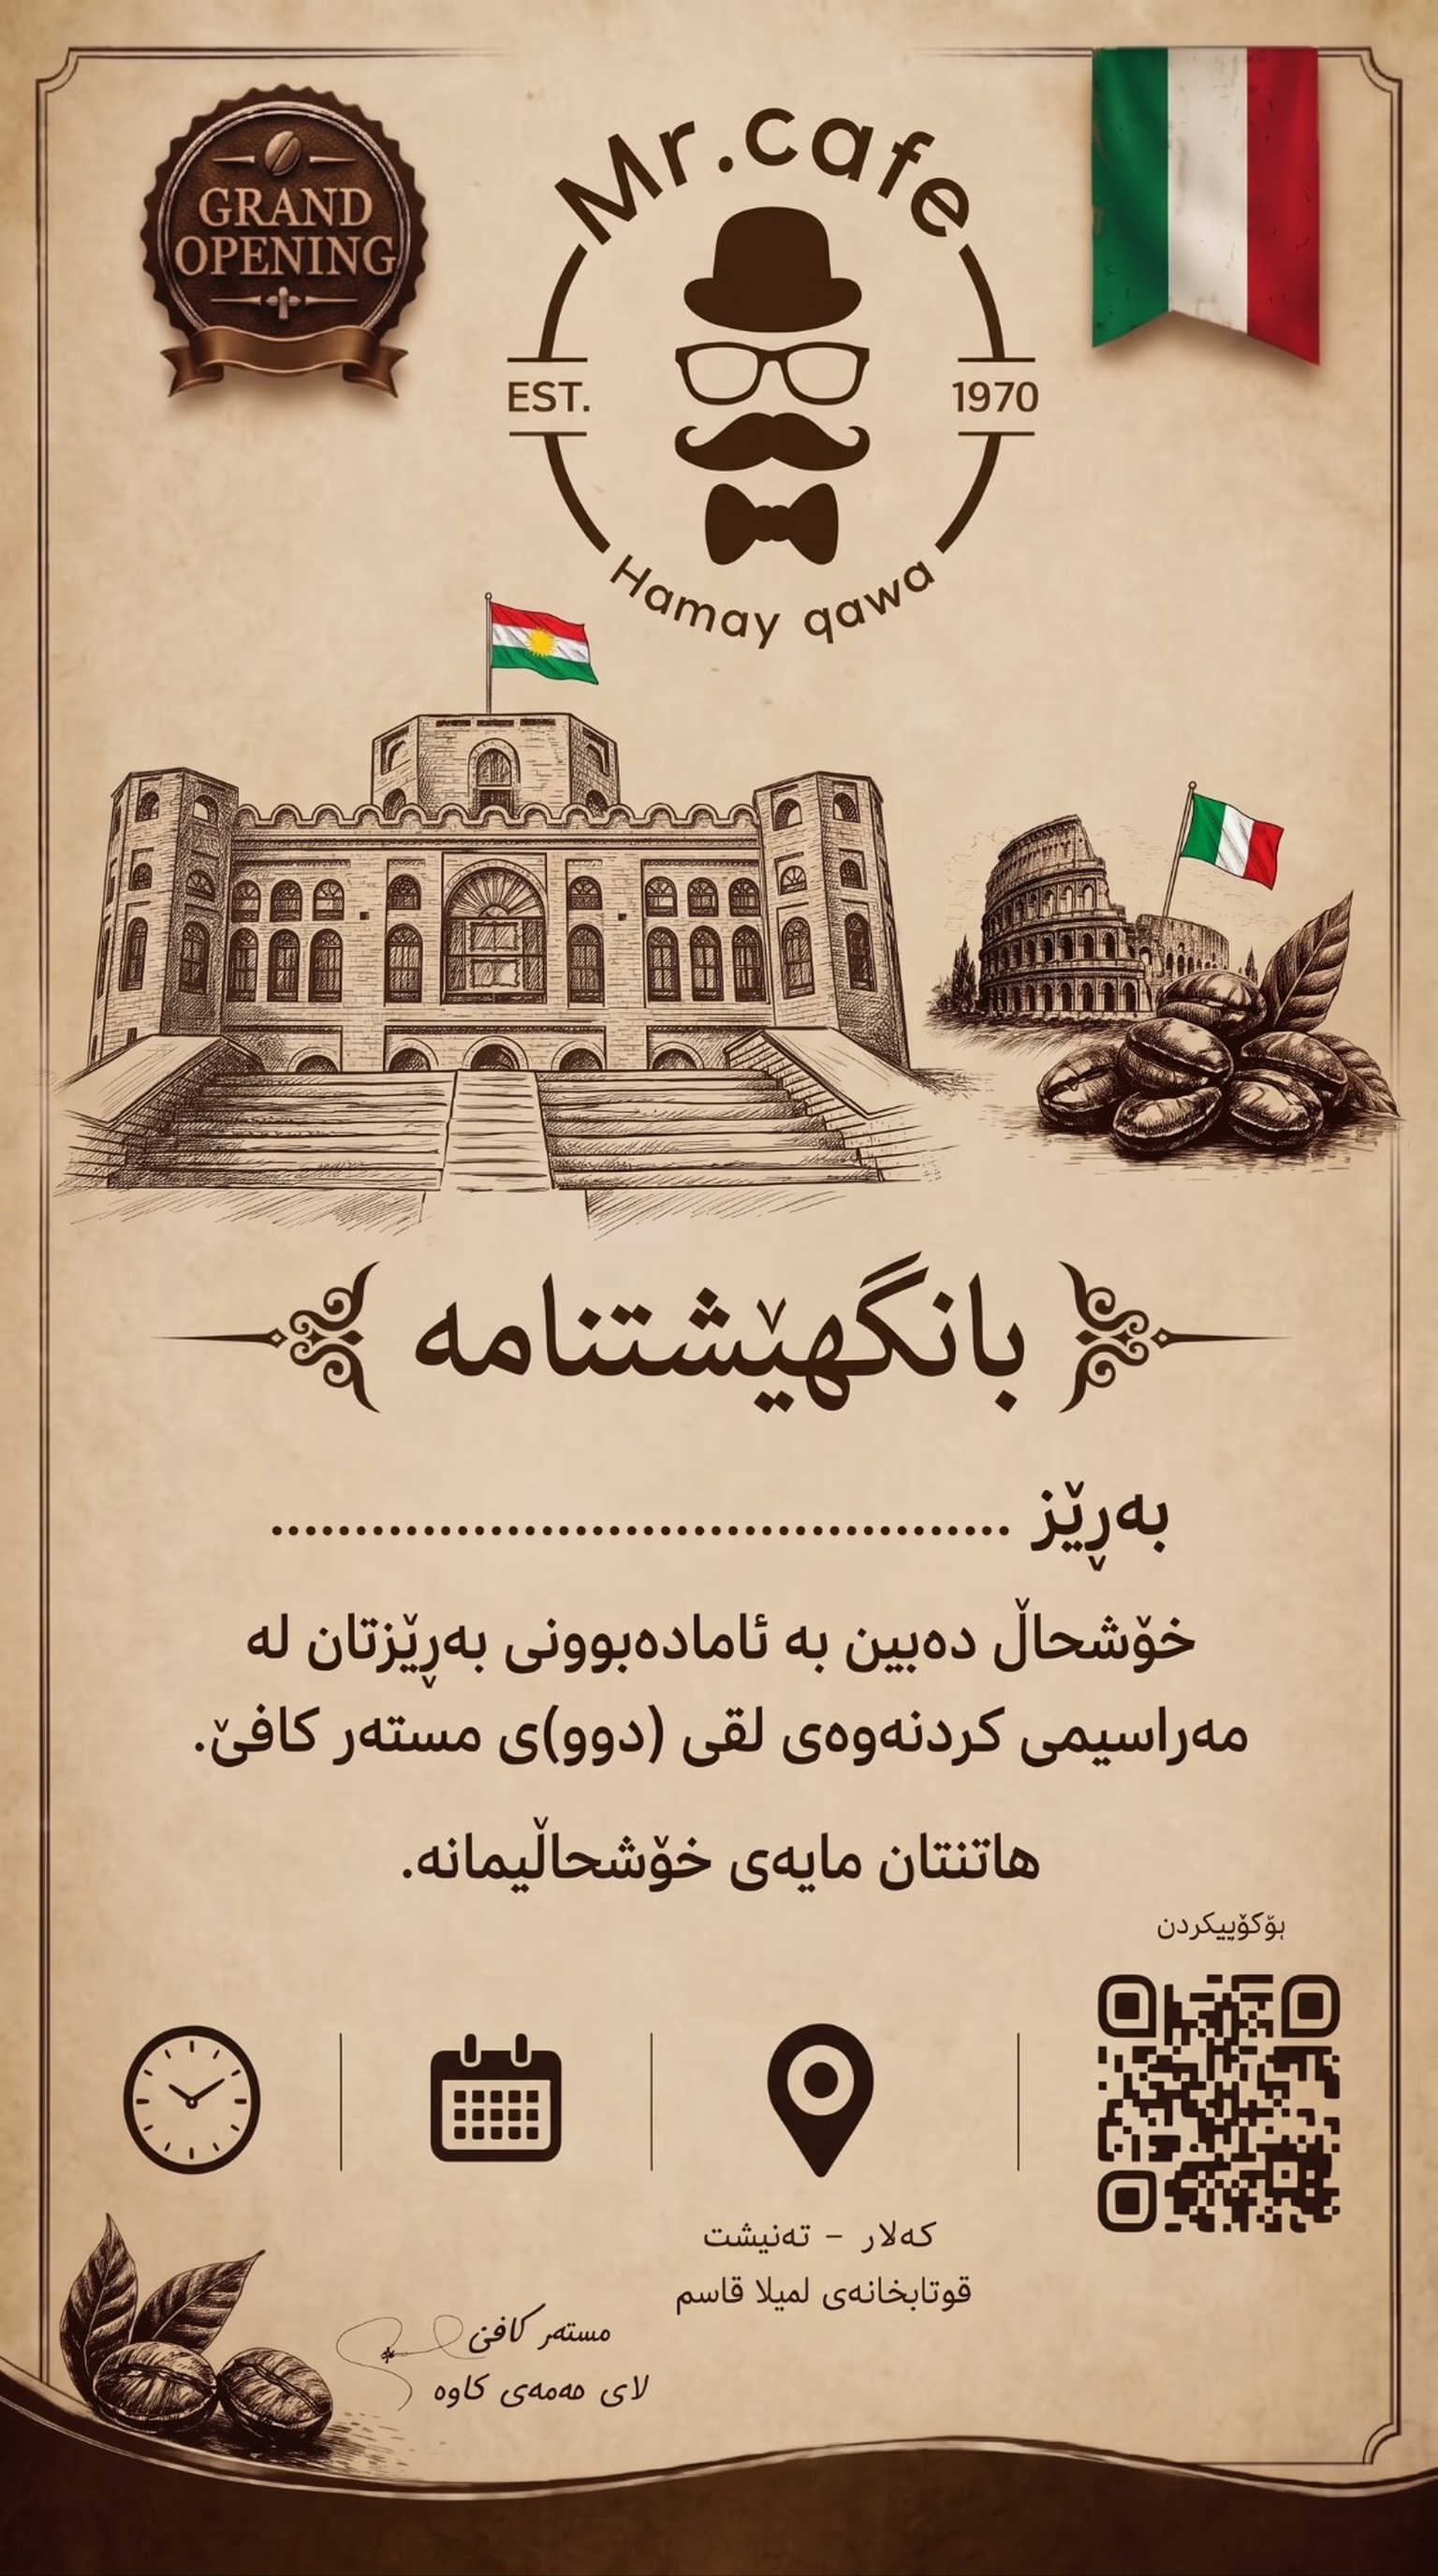 Mr.cafe
GRAND
OPENING
EST.
1970
Hamay qawa
بانگهێشتنامە
بەڕێز ............................................
خۆشحاڵ دەبین بە ئامادەبوونی بەڕێزتان لە
مەراسیمی کردنەوەی لقی (دوو)ی مستەر کافێ.
هاتنتان مایەی خۆشحاڵیمانە.
بۆکۆپیکردن
کەلار - تەنیشت
قوتابخانەی لمیلا قاسم
مستەر کافێ
لای حەمەی کاوە